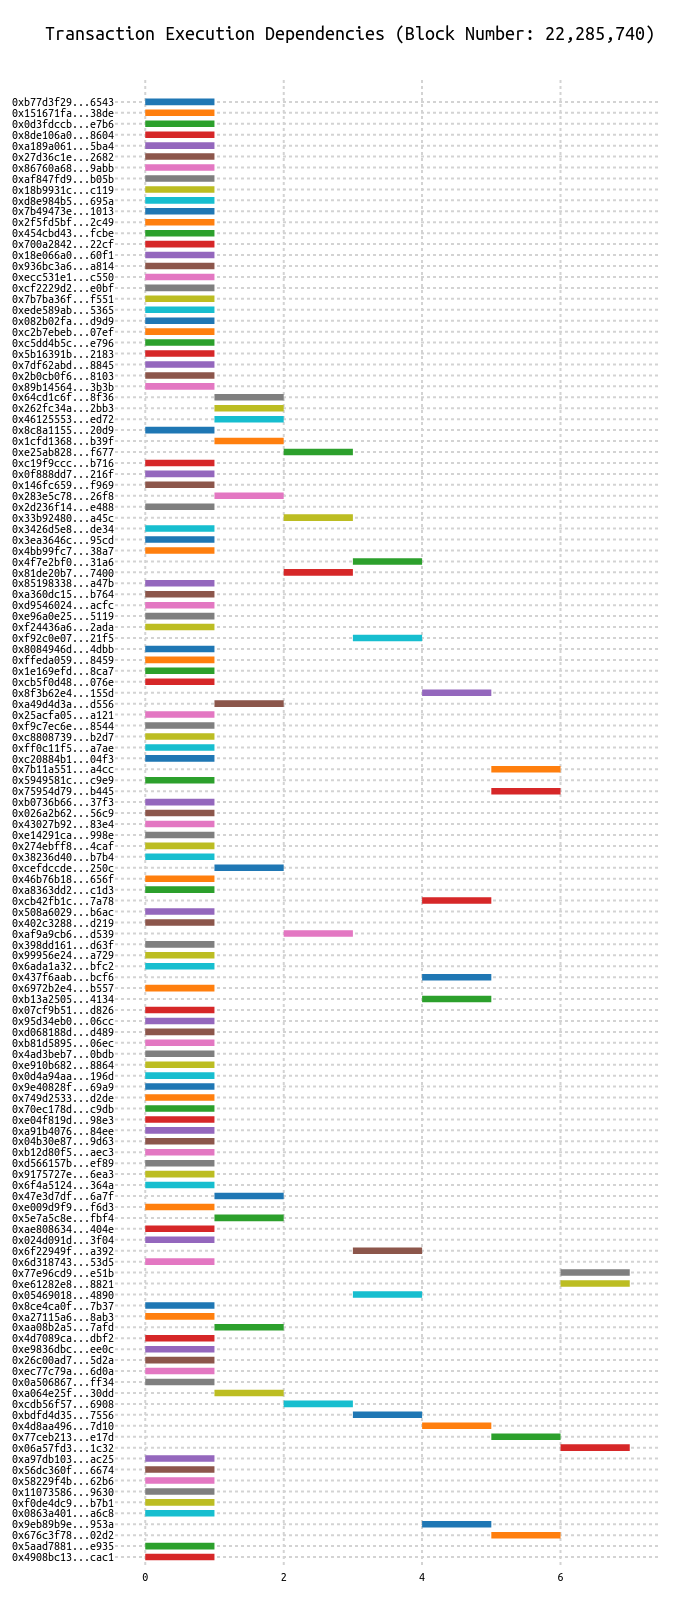 Transaction Execution Dependencies (Block Number: 22,285,740)
0xb77d3f29...6543
0x151671fa...38de
0x0d3fdccb...e7b6
0x8de106a0...8604
0xa189a061...5ba4
0x27d36c1e...2682
0x86760a68...9abb
0xaf847fd9...b05b
0x18b9931c...c119
0xd8e984b5...695a
0x7b49473e...1013
0x2f5fd5bf...2c49
0x454cbd43...fcbe
0x700a2842...22cf
0x18e066a0...60f1
0x936bc3a6...a814
0xecc531e1...c550
0xcf2229d2...e0bf
0x7b7ba36f...f551
0xede589ab...5365
0x082b02fa...d9d9
0xc2b7ebeb...07ef
0xc5dd4b5c...e796
0x5b16391b...2183
0x7df62abd...8845
0x2b0cb0f6...8103
0x89b14564...3b3b
0x64cd1c6f...8f36
0x262fc34a...2bb3
0x46125553...ed72
0x8c8a1155...20d9
0x1cfd1368...b39f
0xe25ab828...f677
0xc19f9ccc...b716
0x0f888dd7...216f
0x146fc659...f969
0x283e5c78...26f8
0x2d236f14...e488
0x33b92480...a45c
0x3426d5e8...de34
0x3ea3646c...95cd
0x4bb99fc7...38a7
0x4f7e2bf0...31a6
0x81de20b7...7400
0x85198338...a47b
0xa360dc15...b764
0xd9546024...acfc
0xe96a0e25...5119
0xf24436a6...2ada
0xf92c0e07...21f5
0x8084946d...4dbb
0xffeda059...8459
0x1e169efd...8ca7
0xcb5f0d48...076e
0x8f3b62e4...155d
0xa49d4d3a...d556
0x25acfa05...a121
0xf9c7ec6e...8544
0xc8808739...b2d7
0xff0c11f5...a7ae
0xc20884b1...04f3
0x7b11a551...a4cc
0x5949581c...c9e9
0x75954d79...b445
0xb0736b66...37f3
0x026a2b62...56c9
0x43027b92...83e4
0xe14291ca...998e
0x274ebff8...4caf
0x38236d40...b7b4
0xcefdccde...250c
0x46b76b18...656f
0xa8363dd2...c1d3
0xcb42fb1c...7a78
0x508a6029...b6ac
0x402c3288...d219
0xaf9a9cb6...d539
0x398dd161...d63f
0x99956e24...a729
0x6ada1a32...bfc2
0x437f6aab...bcf6
0x6972b2e4...b557
0xb13a2505...4134
0x07cf9b51...d826
0x95d34eb0...06cc
0xd068188d...d489
0xb81d5895...06ec
0x4ad3beb7...0bdb
0xe910b682...8864
0x0d4a94aa...196d
0x9e40828f...69a9
0x749d2533...d2de
0x70ec178d...c9db
0xe04f819d...98e3
0xa91b4076...84ee
0x04b30e87...9d63
0xb12d80f5...aec3
0xd566157b...ef89
0x9175727e...6ea3
0x6f4a5124...364a
0x47e3d7df...6a7f
0xe009d9f9...f6d3
0x5e7a5c8e...fbf4
0xae808634...404e
0x024d091d...3f04
0x6f22949f...a392
0x6d318743...53d5
0x77e96cd9...e51b
0xe61282e8...8821
0x05469018...4890
0x8ce4ca0f...7b37
0xa27115a6...8ab3
0xaa08b2a5...7afd
0x4d7089ca...dbf2
0xe9836dbc...ee0c
0x26c00ad7...5d2a
0xec77c79a...6d0a
0x0a506867...ff34
0xa064e25f...30dd
0xcdb56f57...6908
0xbdfd4d35...7556
0x4d8aa496...7d10
0x77ceb213...e17d
0x06a57fd3...1c32
0xa97db103...ac25
0x56dc360f...6674
0x58229f4b...62b6
0x11073586...9630
0xf0de4dc9...b7b1
0x0863a401...a6c8
0x9eb89b9e...953a
0x676c3f78...02d2
0x5aad7881...e935
0x4908bc13...cac1
0 2 4 6